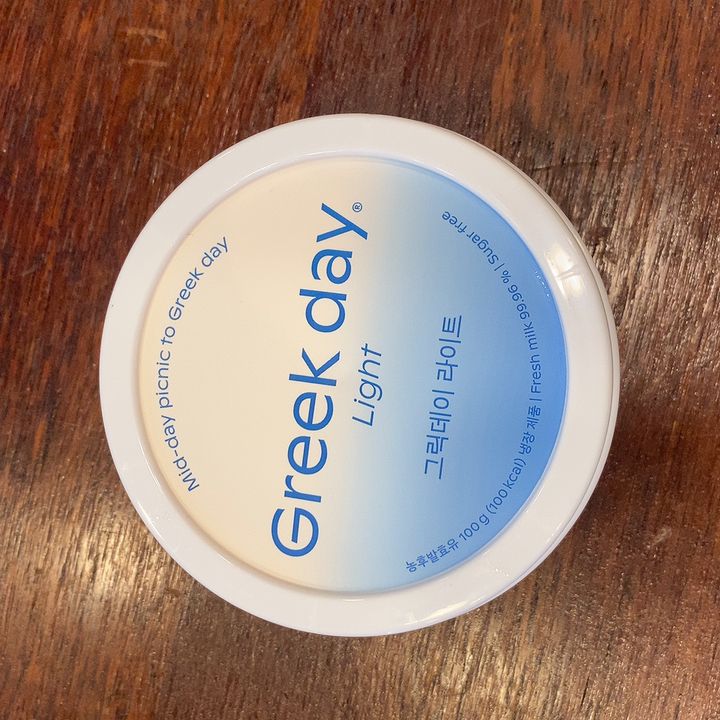 Mid-day picnic to Greek day
Greek day®
Light
그릭데이 라이트
농후발효유 100 g (100 kcal) 냉장 제품 | Fresh milk 99.96 % | Sugar free